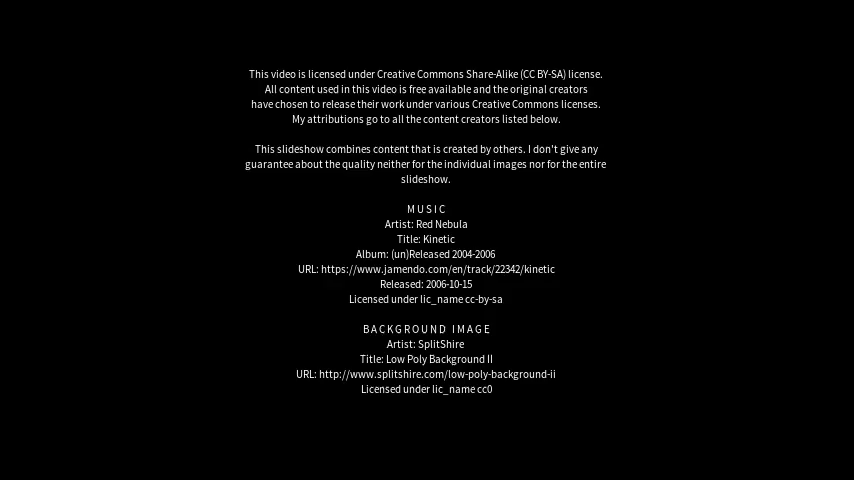 This video is licensed under Creative Commons Share-Alike (CC BY-SA) license.
All content used in this video is free available and the original creators
have chosen to release their work under various Creative Commons licenses.
My attributions go to all the content creators listed below.
This slideshow combines content that is created by others. I don't give any
guarantee about the quality neither for the individual images nor for the entire
slideshow.
MUSIC
Artist: Red Nebula
Title: Kinetic
Album: (un)Released 2004-2006
URL: https://www.jamendo.com/en/track/22342/kinetic
Released: 2006-10-15
Licensed under lic_name cc-by-sa
BACKGROUND IMAGE
Artist: SplitShire
Title: Low Poly Background II
URL: http://www.splitshire.com/low-poly-background-ii
Licensed under lic_name cc0